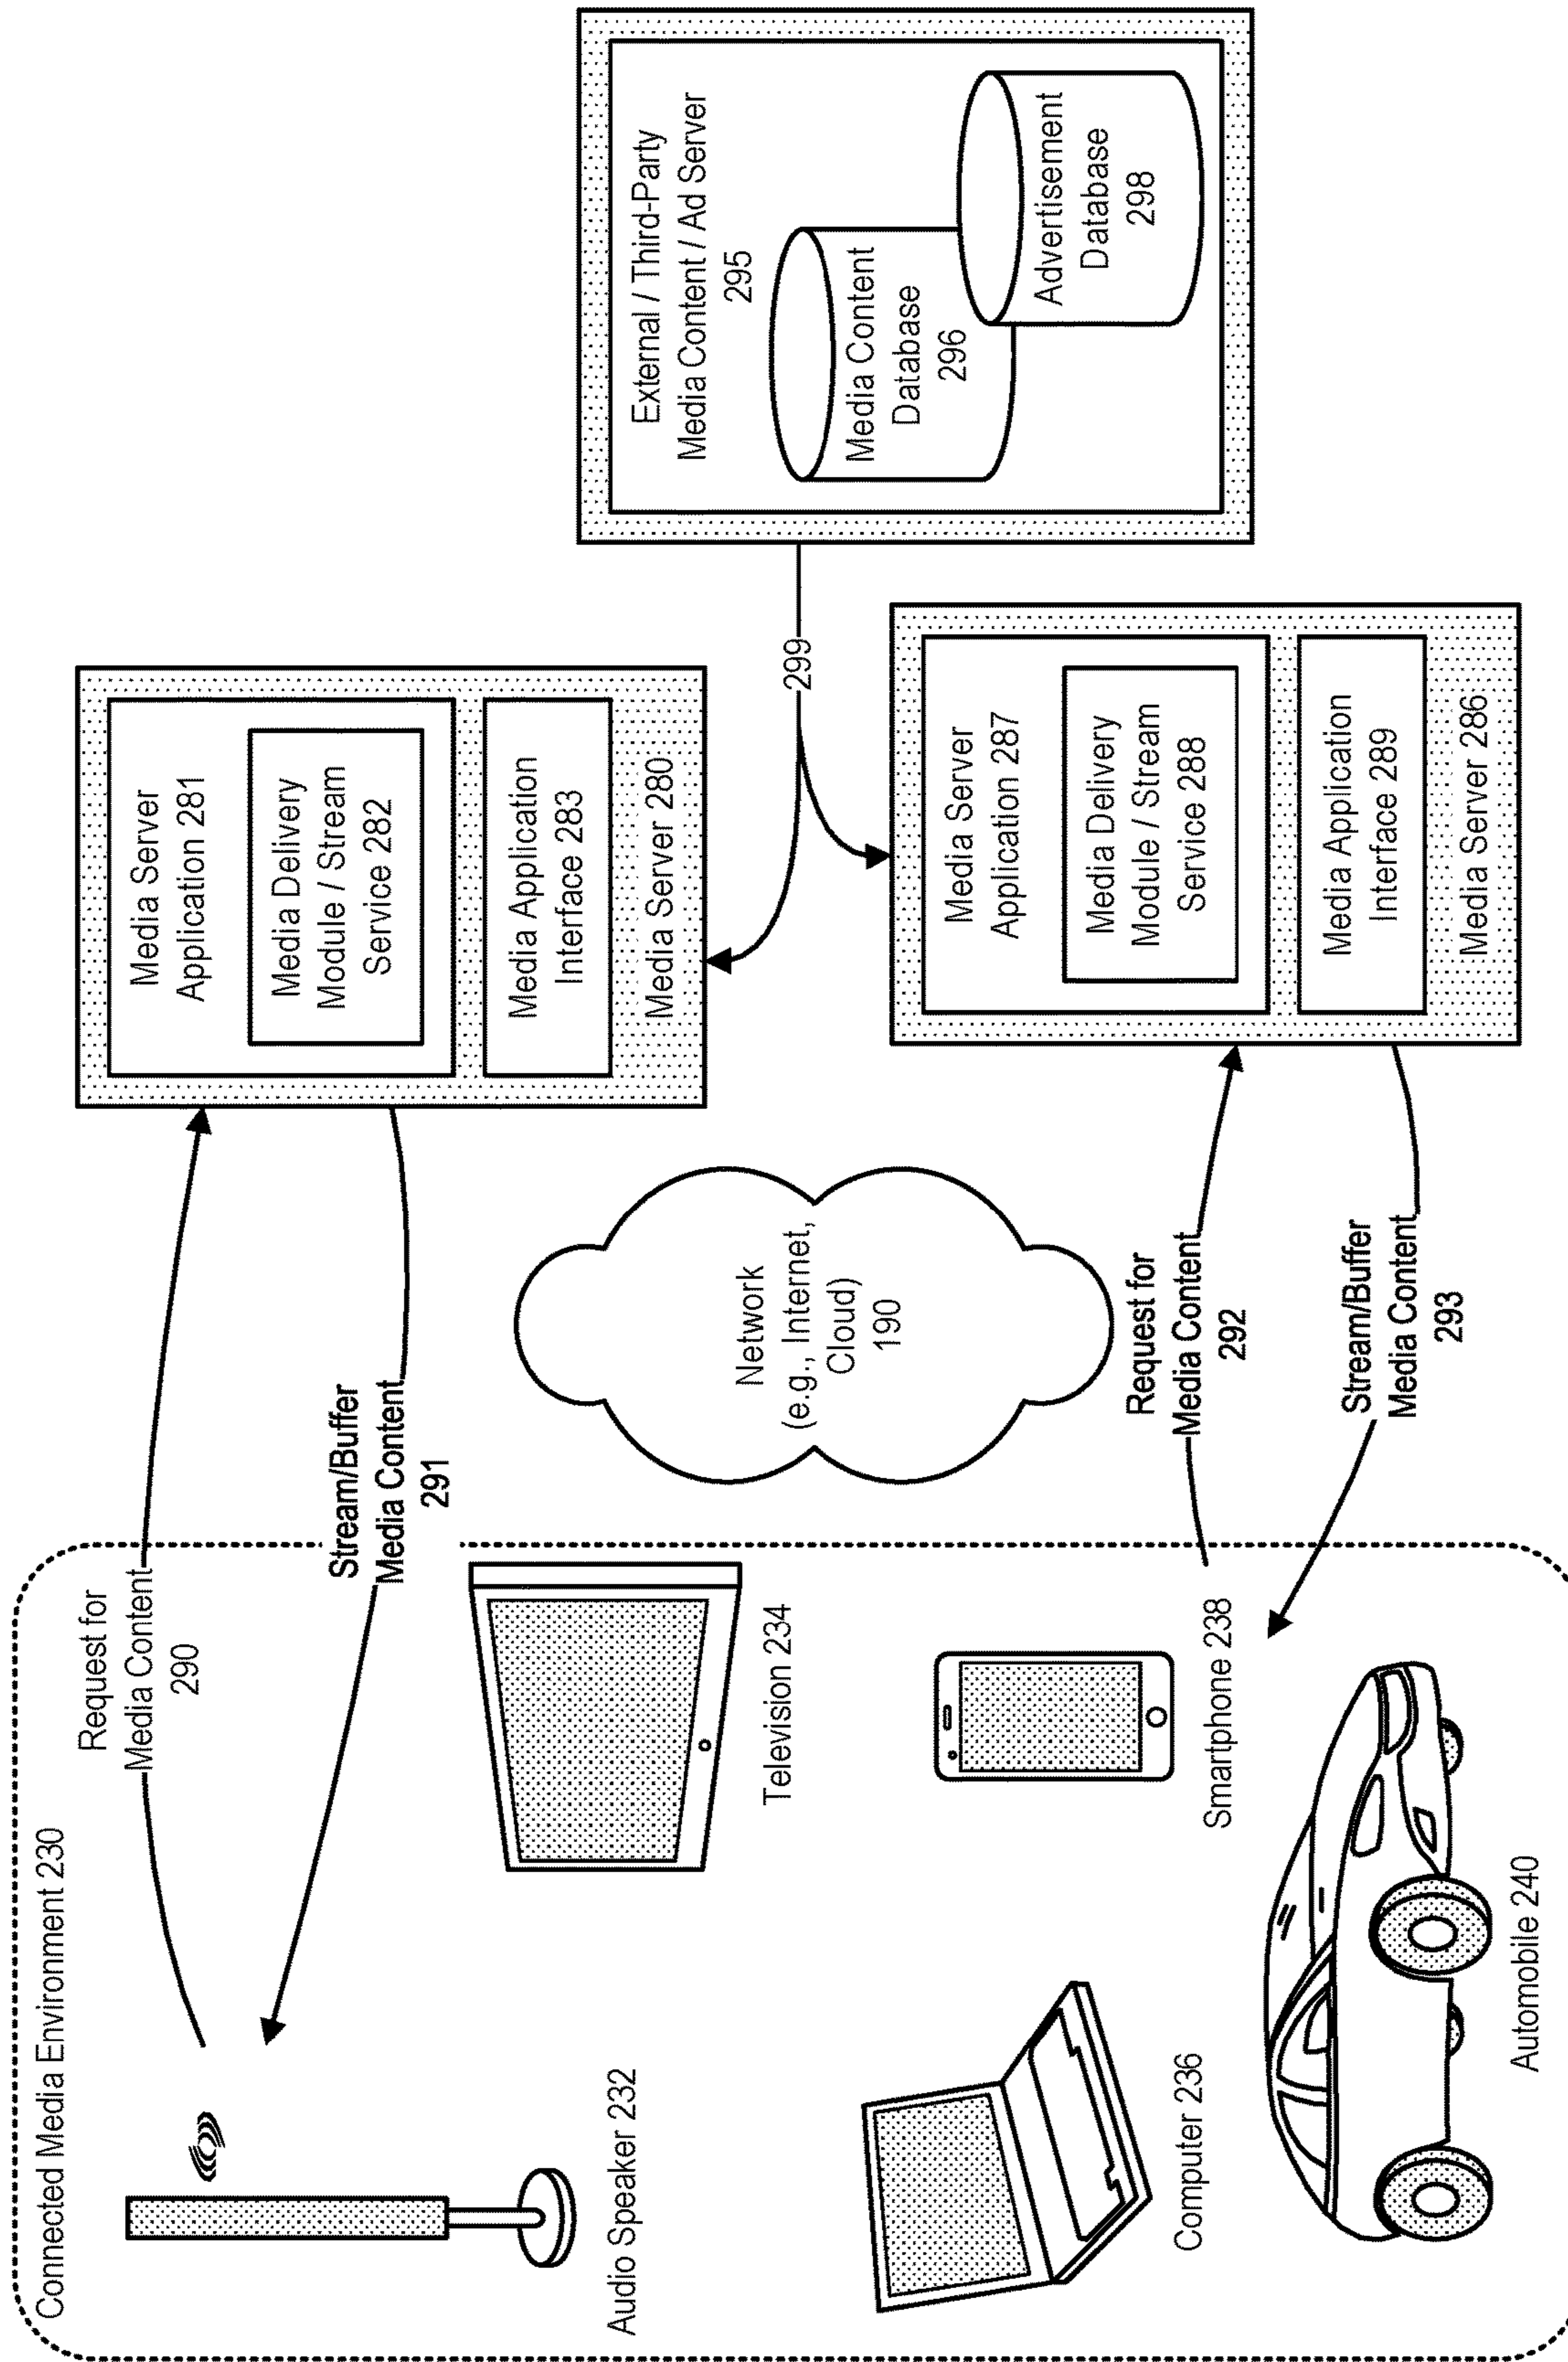 Connected Media Environment 230
Audio Speaker 232
Television 234
Computer 236
Smartphone 238
Automobile 240
Request for
Media Content
290
Stream/Buffer
Media Content
291
Network
(e.g., Internet,
Cloud)
190
Request for
Media Content
292
Stream/Buffer
Media Content
293
Media Server
Application 281
Media Delivery
Module / Stream
Service 282
Media Application
Interface 283
Media Server 280
299
Media Server
Application 287
Media Delivery
Module / Stream
Service 288
Media Application
Interface 289
Media Server 286
External / Third-Party
Media Content / Ad Server
295
Media Content
Database
296
Advertisement
Database
298